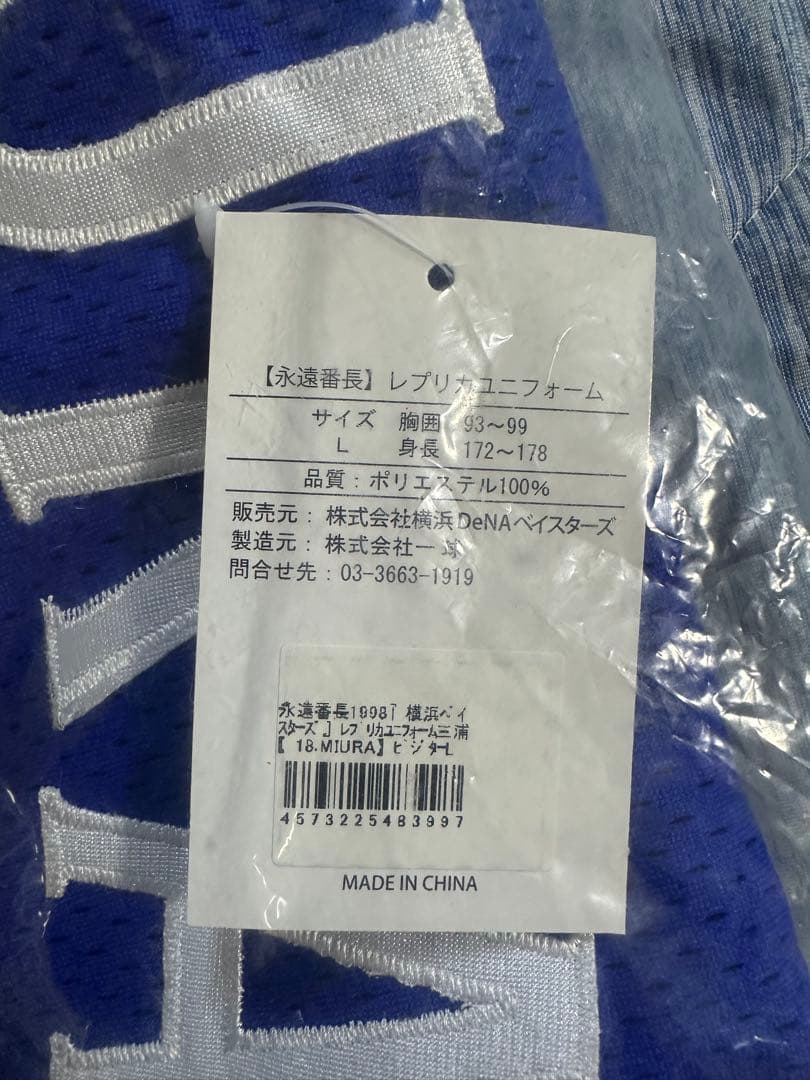 【永遠番長】レプリカユニフォーム
サイズ 胸囲 93～99
L 身長 172～178
品質：ポリエステル100%
販売元：株式会社横浜DeNAベイスターズ
製造元：株式会社一球
問合せ先：03-3663-1919
永遠番長1998「横浜ベイ
スターズ」レプリカユニフォーム三浦
【 18.MIURA】ビジターL
4573225483997
MADE IN CHINA